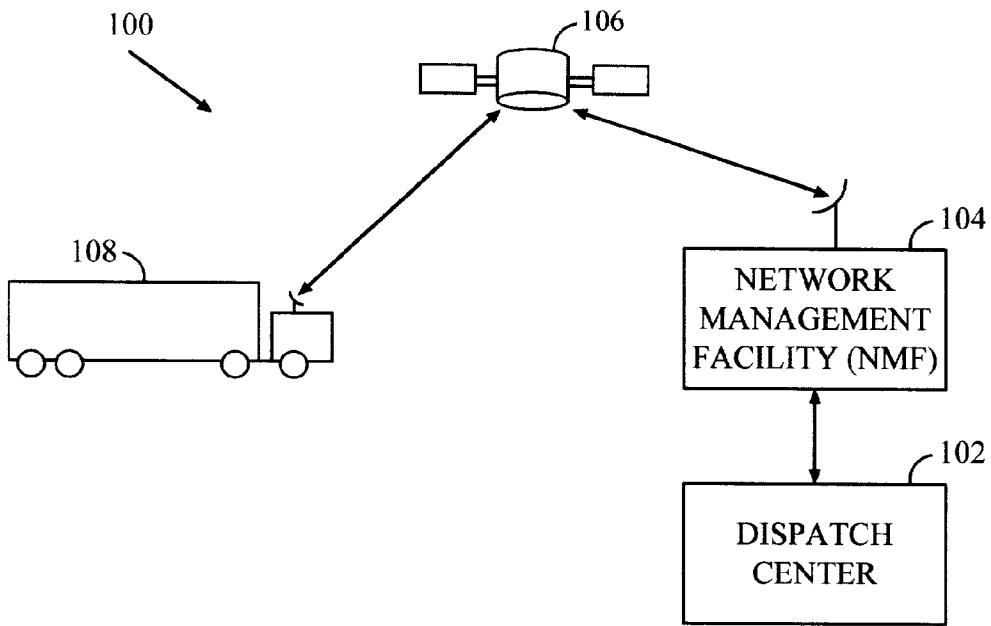 100
106
104
108
NETWORK
MANAGEMENT
FACILITY (NMF)
102
DISPATCH
CENTER